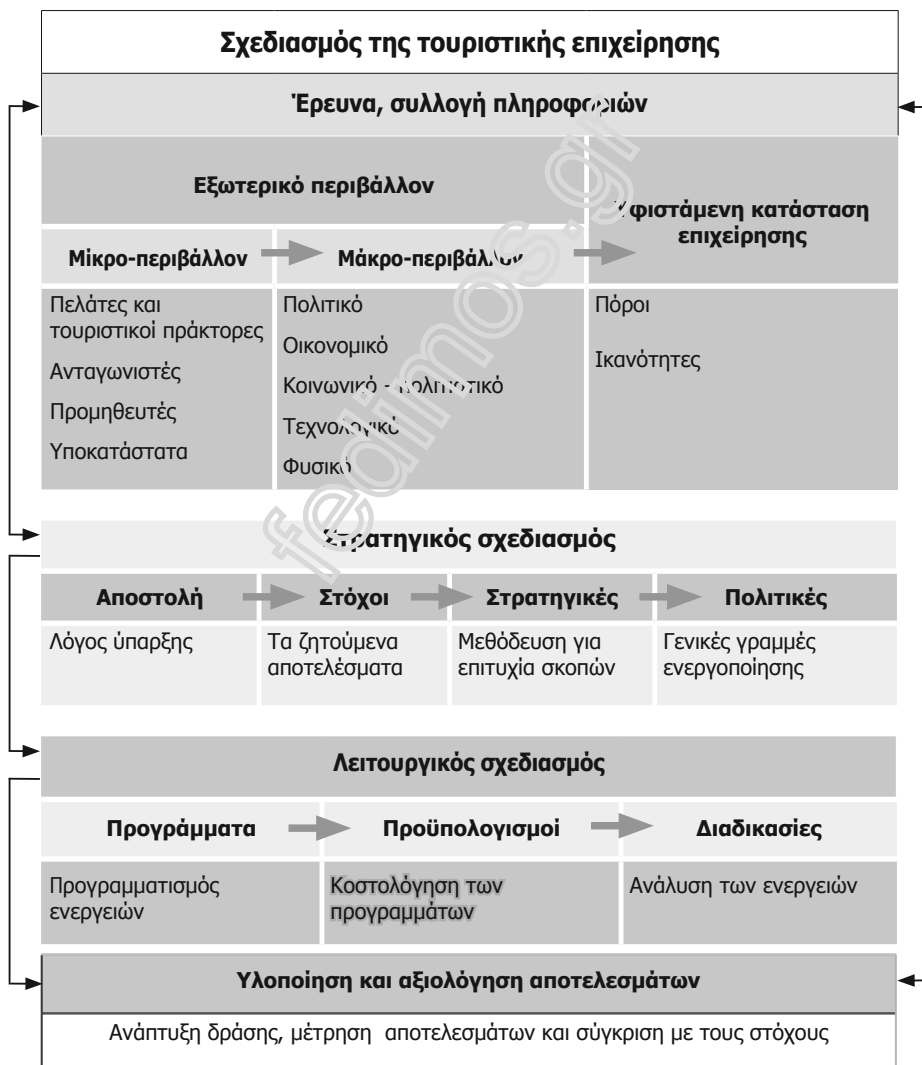 Σχεδιασμός της τουριστικής επιχείρησης
Έρευνα, συλλογή πληροφοριών
Εξωτερικό περιβάλλον
Υφιστάμενη κατάσταση
επιχείρησης
Μίκρο-περιβάλλον
Μάκρο-περιβάλλον
Πελάτες και
τουριστικοί πράκτορες
Ανταγωνιστές
Προμηθευτές
Υποκατάστατα
Πολιτικό
Οικονομικό
Κοινωνικό - πολιτιστικό
Τεχνολογικό
Φυσικό
Πόροι
Ικανότητες
Στρατηγικός σχεδιασμός
Αποστολή
Στόχοι
Στρατηγικές
Πολιτικές
Λόγος ύπαρξης
Τα ζητούμενα
αποτελέσματα
Μεθόδευση για
επιτυχία σκοπών
Γενικές γραμμές
ενεργοποίησης
Λειτουργικός σχεδιασμός
Προγράμματα
Προϋπολογισμοί
Διαδικασίες
Προγραμματισμός
ενεργειών
Κοστολόγηση των
προγραμμάτων
Ανάλυση των ενεργειών
Υλοποίηση και αξιολόγηση αποτελεσμάτων
Ανάπτυξη δράσης, μέτρηση αποτελεσμάτων και σύγκριση με τους στόχους
fedimos.gr